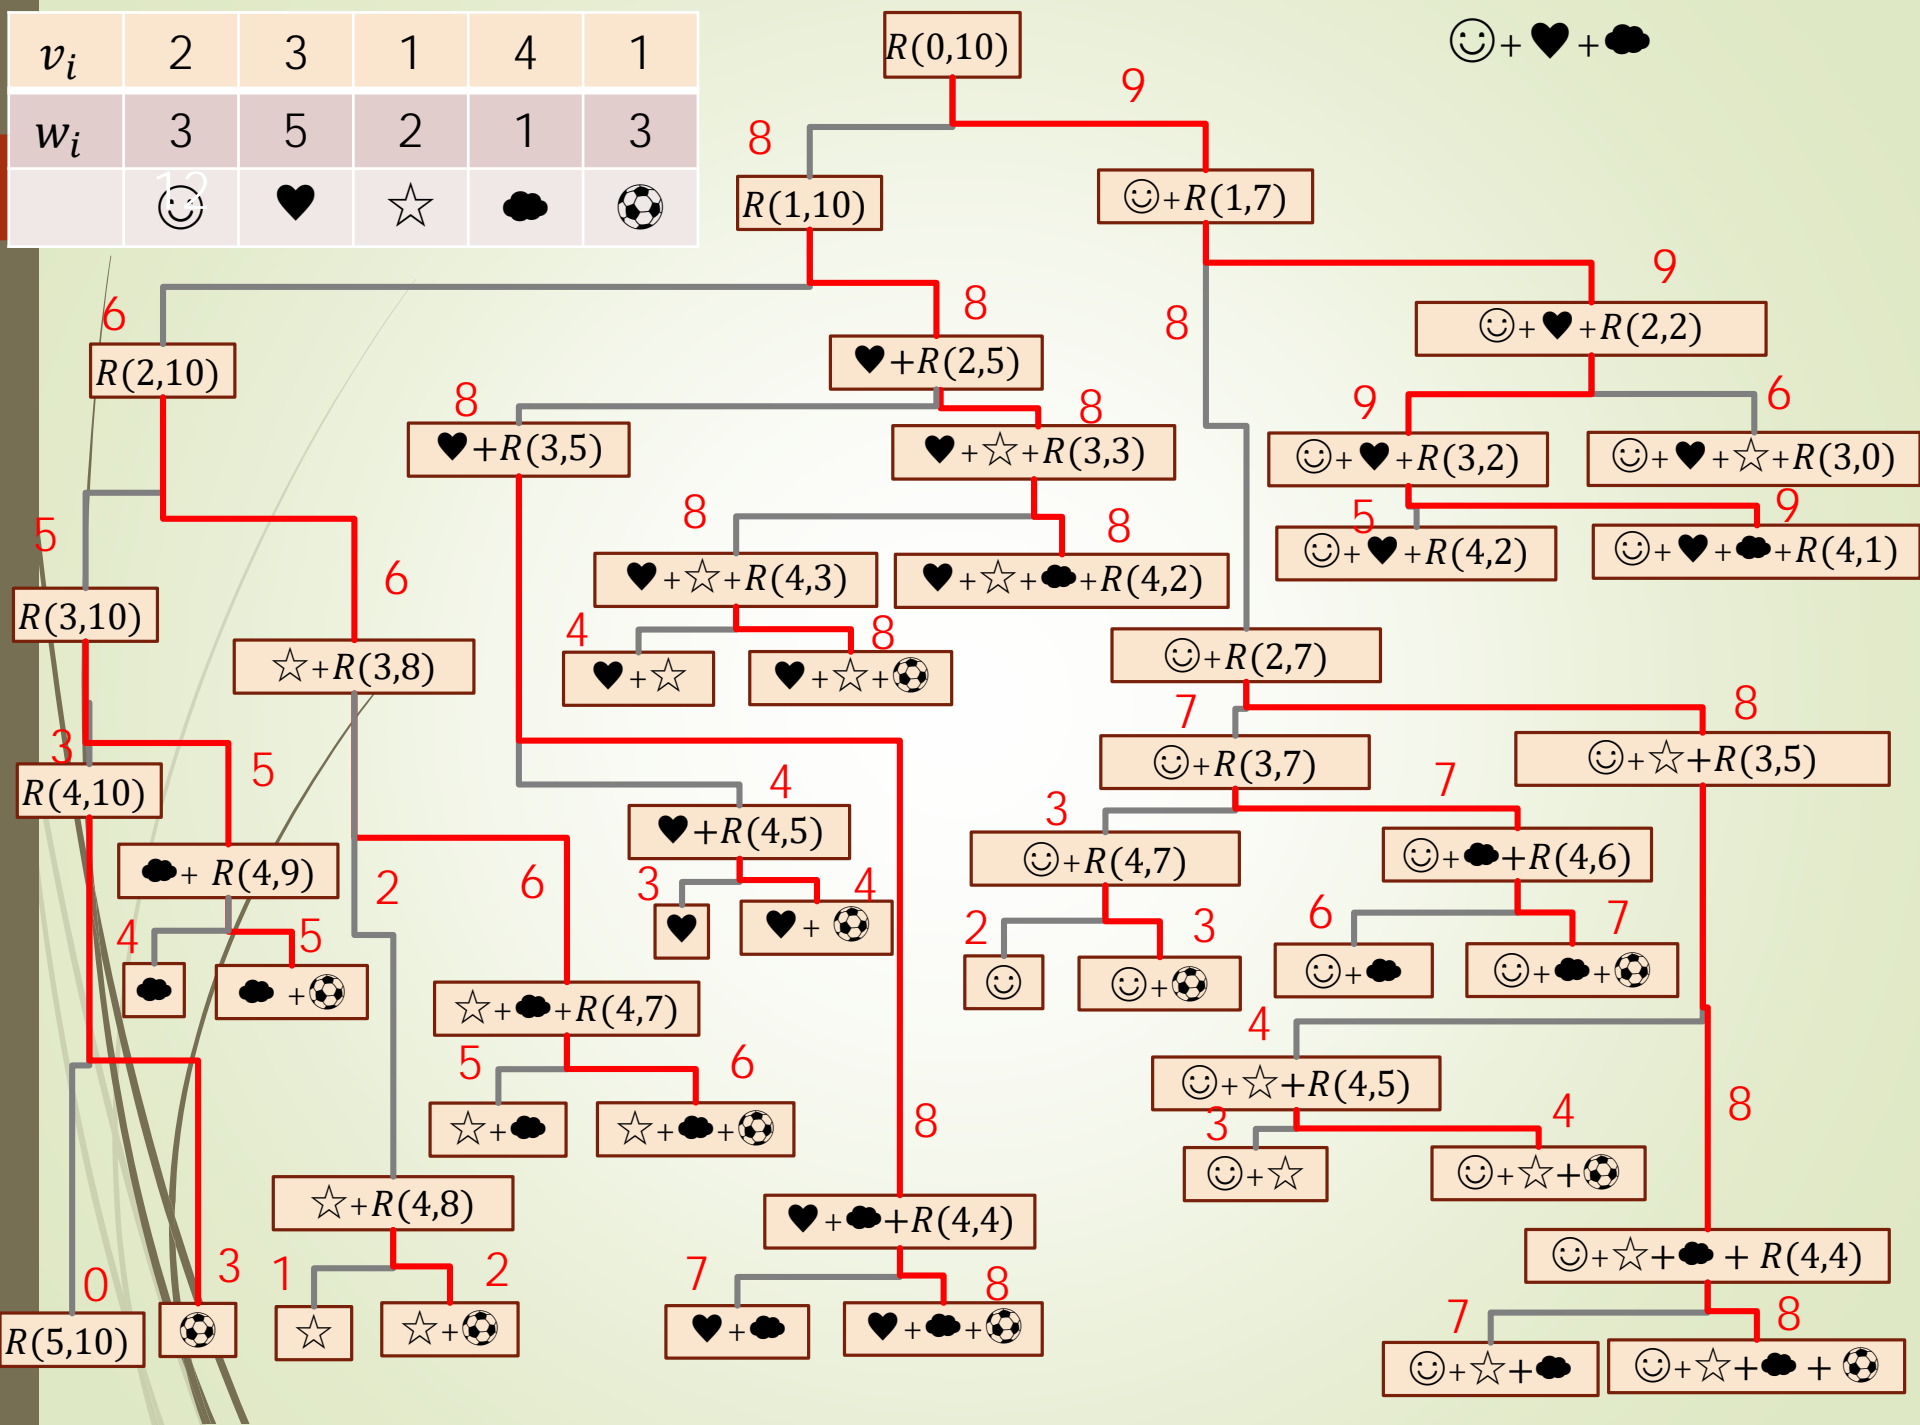 vᵢ 2 3 1 4 1
wᵢ 3 5 2 1 3
12
☺ ♥ ☆ ☁ ⚽
☺+♥+☁
R(0,10)
8
9
R(1,10)
☺+R(1,7)
6
8
8
9
R(2,10)
♥+R(2,5)
☺+♥+R(2,2)
8
8
9
6
♥+R(3,5)
♥+☆+R(3,3)
☺+♥+R(3,2)
☺+♥+☆+R(3,0)
5
6
8
8
5
9
☺+♥+R(4,2)
☺+♥+☁+R(4,1)
♥+☆+R(4,3)
♥+☆+☁+R(4,2)
R(3,10)
☆+R(3,8)
4
8
♥+☆
♥+☆+⚽
☺+R(2,7)
7
8
☺+R(3,7)
☺+☆+R(3,5)
3
5
R(4,10)
4
♥+R(4,5)
3
7
☺+R(4,7)
☺+☁+R(4,6)
☁+ R(4,9)
2
6
3
4
♥
♥+ ⚽
4
5
☁
☁ +⚽
2
3
6
7
☺
☺+⚽
☺+☁
☺+☁+⚽
☆+☁+R(4,7)
5
6
☆+☁
☆+☁+⚽
8
4
8
☺+☆+R(4,5)
3
4
☺+☆
☺+☆+⚽
☆+R(4,8)
♥+☁+R(4,4)
☺+☆+☁ + R(4,4)
0
3
1
2
7
8
7
8
R(5,10)
⚽
☆
☆+⚽
♥+☁
♥+☁+⚽
☺+☆+☁
☺+☆+☁ + ⚽